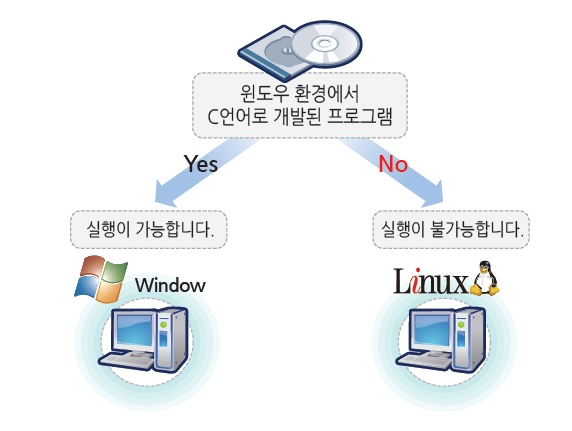 윈도우 환경에서
C언어로 개발된 프로그램
Yes
No
실행이 가능합니다.
실행이 불가능합니다.
Window
Linux